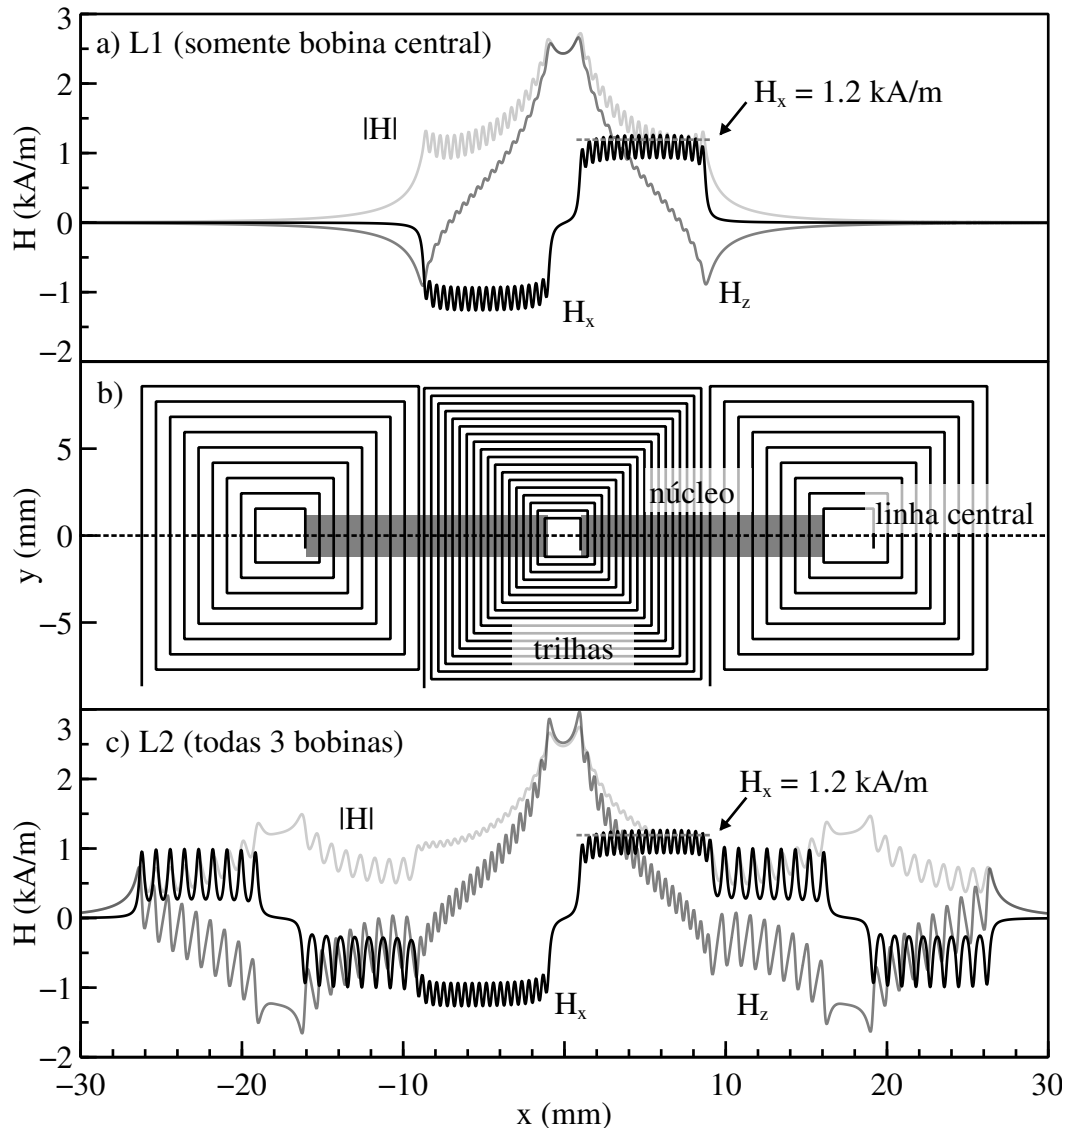 3
a) L1 (somente bobina central)
2
Hₓ = 1.2 kA/m
|H|
1
H (kA/m)
0
−1
Hₓ
H_z
−2
b)
5
núcleo
linha central
y (mm)
0
−5
trilhas
3
c) L2 (todas 3 bobinas)
2
Hₓ = 1.2 kA/m
|H|
1
H (kA/m)
0
−1
Hₓ
H_z
−2
−30 −20 −10 0 10 20 30
x (mm)